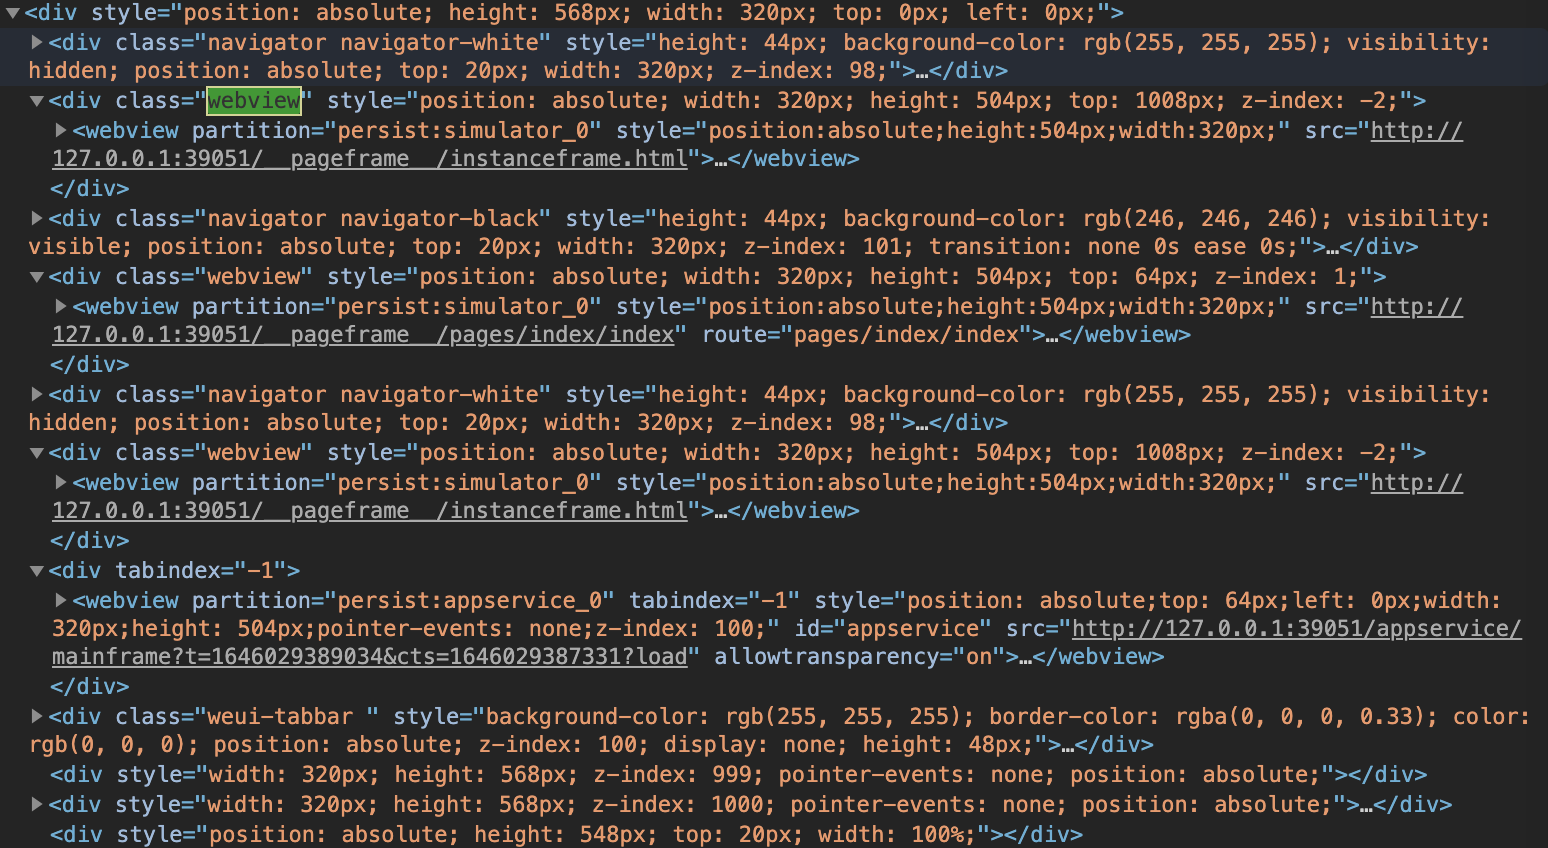 ▼<div style="position: absolute; height: 568px; width: 320px; top: 0px; left: 0px;">
▶<div class="navigator navigator-white" style="height: 44px; background-color: rgb(255, 255, 255); visibility:
hidden; position: absolute; top: 20px; width: 320px; z-index: 98;">…</div>
▼<div class="webview" style="position: absolute; width: 320px; height: 504px; top: 1008px; z-index: -2;">
▶<webview partition="persist:simulator_0" style="position:absolute;height:504px;width:320px;" src="http://
127.0.0.1:39051/__pageframe__/instanceframe.html">…</webview>
</div>
▶<div class="navigator navigator-black" style="height: 44px; background-color: rgb(246, 246, 246); visibility:
visible; position: absolute; top: 20px; width: 320px; z-index: 101; transition: none 0s ease 0s;">…</div>
▼<div class="webview" style="position: absolute; width: 320px; height: 504px; top: 64px; z-index: 1;">
▶<webview partition="persist:simulator_0" style="position:absolute;height:504px;width:320px;" src="http://
127.0.0.1:39051/__pageframe__/pages/index/index" route="pages/index/index">…</webview>
</div>
▶<div class="navigator navigator-white" style="height: 44px; background-color: rgb(255, 255, 255); visibility:
hidden; position: absolute; top: 20px; width: 320px; z-index: 98;">…</div>
▼<div class="webview" style="position: absolute; width: 320px; height: 504px; top: 1008px; z-index: -2;">
▶<webview partition="persist:simulator_0" style="position:absolute;height:504px;width:320px;" src="http://
127.0.0.1:39051/__pageframe__/instanceframe.html">…</webview>
</div>
▼<div tabindex="-1">
▶<webview partition="persist:appservice_0" tabindex="-1" style="position: absolute;top: 64px;left: 0px;width:
320px;height: 504px;pointer-events: none;z-index: 100;" id="appservice" src="http://127.0.0.1:39051/appservice/
mainframe?t=1646029389034&cts=1646029387331?load" allowtransparency="on">…</webview>
</div>
▶<div class="weui-tabbar " style="background-color: rgb(255, 255, 255); border-color: rgba(0, 0, 0, 0.33); color:
rgb(0, 0, 0); position: absolute; z-index: 100; display: none; height: 48px;">…</div>
<div style="width: 320px; height: 568px; z-index: 999; pointer-events: none; position: absolute;"></div>
▶<div style="width: 320px; height: 568px; z-index: 1000; pointer-events: none; position: absolute;">…</div>
<div style="position: absolute; height: 548px; top: 20px; width: 100%;"></div>